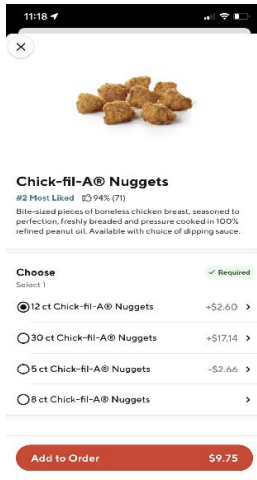 11:18
Chick-fil-A® Nuggets
#2 Most Liked 94% (71)
Bite-sized pieces of boneless chicken breast, seasoned to
perfection, freshly breaded and pressure cooked in 100%
refined peanut oil. Available with choice of dipping sauce.
Choose
✓ Required
Select 1
12 ct Chick-fil-A® Nuggets +$2.60 >
30 ct Chick-fil-A® Nuggets +$17.14 >
5 ct Chick-fil-A® Nuggets -$2.66 >
8 ct Chick-fil-A® Nuggets >
Add to Order $9.75